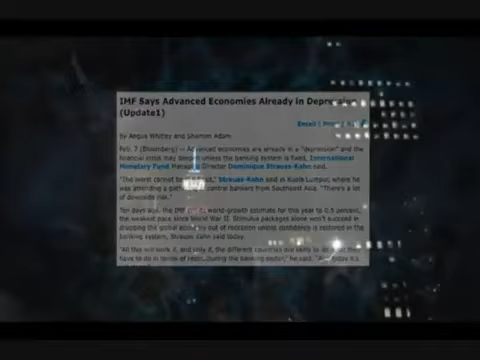 IMF Says Advanced Economies Already in Depression
(Update1)
Email | Print
by Angus Whitley and Shamim Adam
Feb. 7 (Bloomberg) -- Advanced economies are already in a "depression" and the
financial crisis may deepen unless the banking system is fixed, International
Monetary Fund Managing Director Dominique Strauss-Kahn said.
"The worst cannot be Strauss-Kahn said in Kuala Lumpur, where he
was attending a of central bankers from Southeast Asia. "There's a lot
of downside risk."
Ten days ago, the IMF cut its world-growth estimate for this year to 0.5 percent,
the weakest pace since World War II. Stimulus packages alone won't succeed in
dragging the global economy out of recession unless confidence is restored in the
banking system, Strauss-Kahn said today.
"All this will work if, and only if, the different countries are likely to do what they
have to do in terms of restructuring the banking sector," he said.